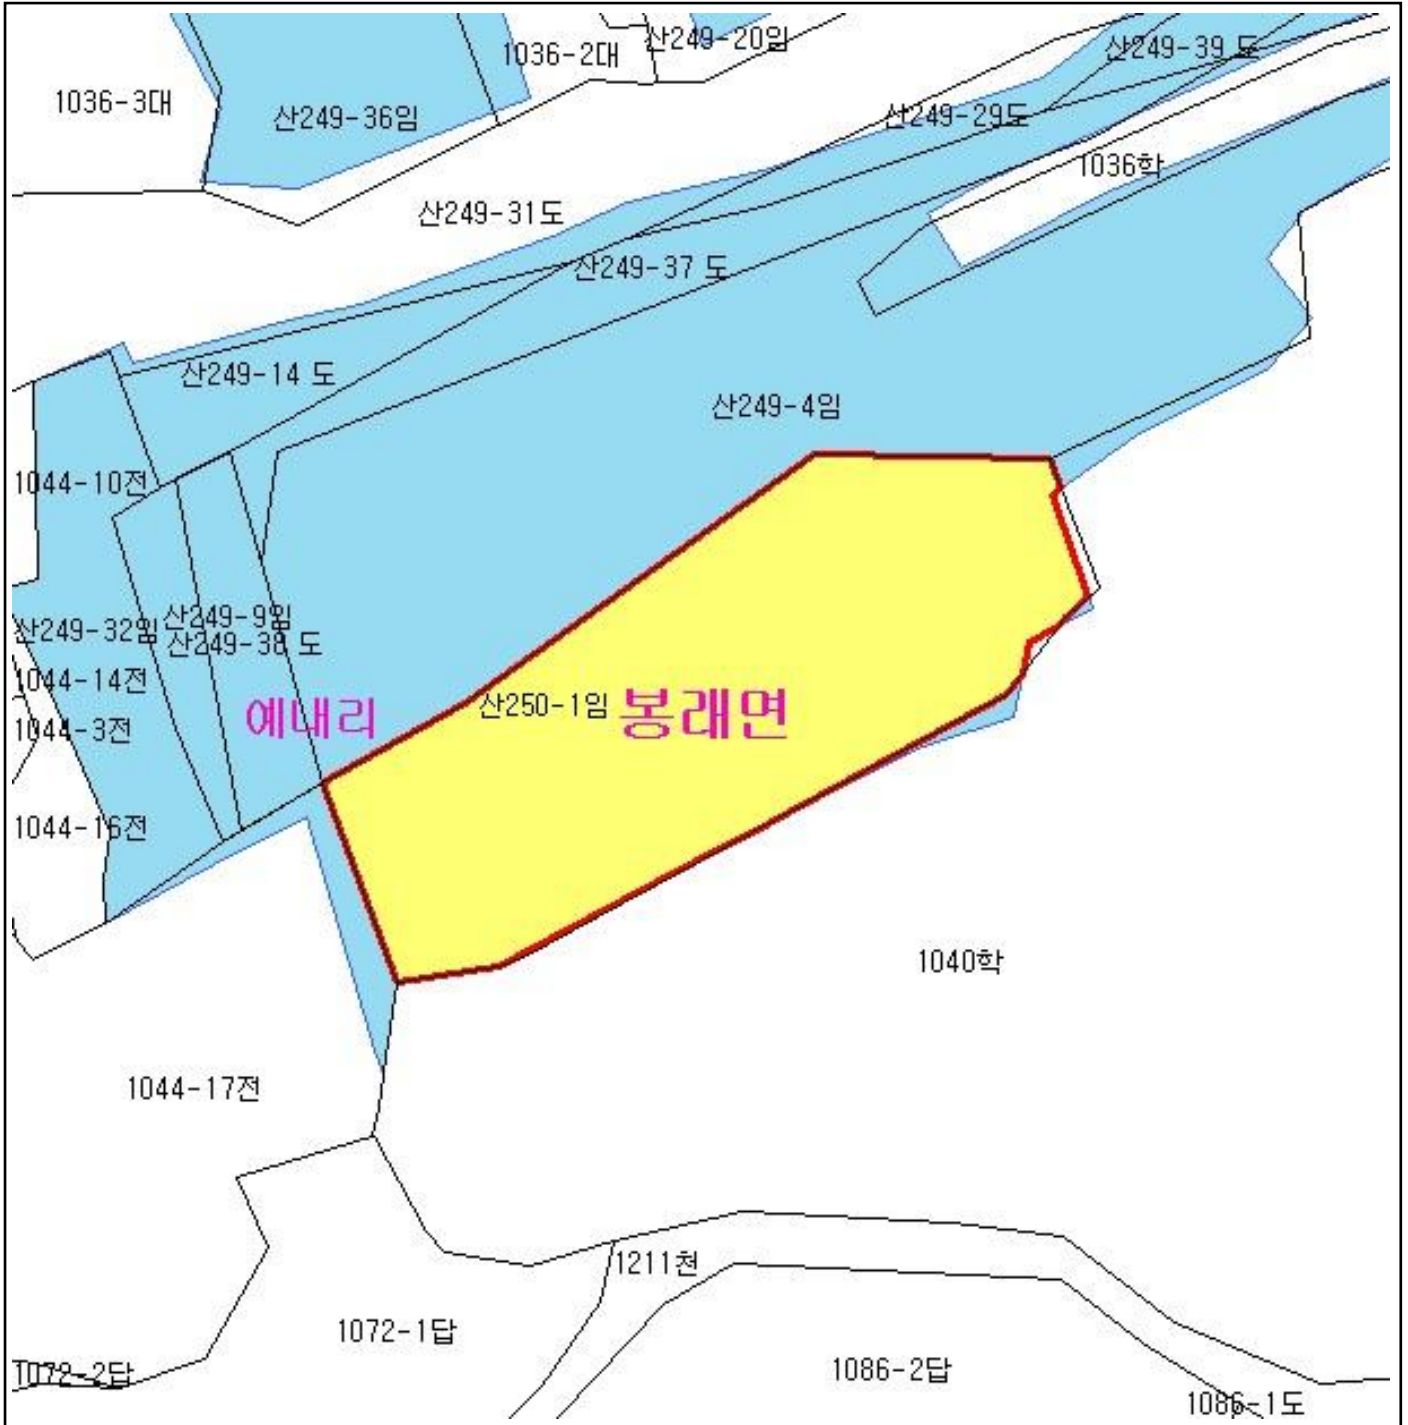 산249-20임
1036-2대
산249-39 도
1036-3대
산249-36임
산249-29도
1036학
산249-31도
산249-37 도
산249-14 도
산249-4임
1044-10전
산249-9임
산249-32임
산249-38 도
1044-14전
산250-1임
봉래면
예내리
1044-3전
1044-16전
1040학
1044-17전
1211천
1072-1답
1072-2답
1086-2답
1086-1도